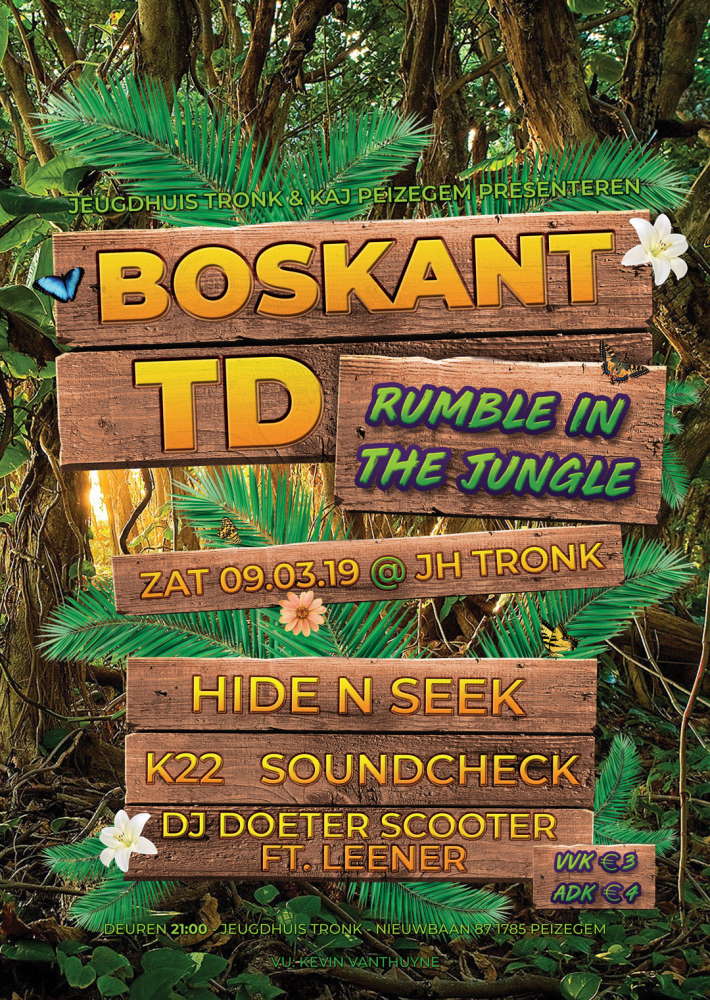 JEUGDHUIS TRONK & KAJ PEIZEGEM PRESENTEREN
BOSKANT
TD
RUMBLE IN
THE JUNGLE
ZAT 09.03.19 @ JH TRONK
HIDE N SEEK
K22 SOUNDCHECK
DJ DOETER SCOOTER
FT. LEENER
VVK €3
ADK €4
DEUREN 21:00 - JEUGDHUIS TRONK - NIEUWBAAN 87 1785 PEIZEGEM
VU: KEVIN VANTHUYNE